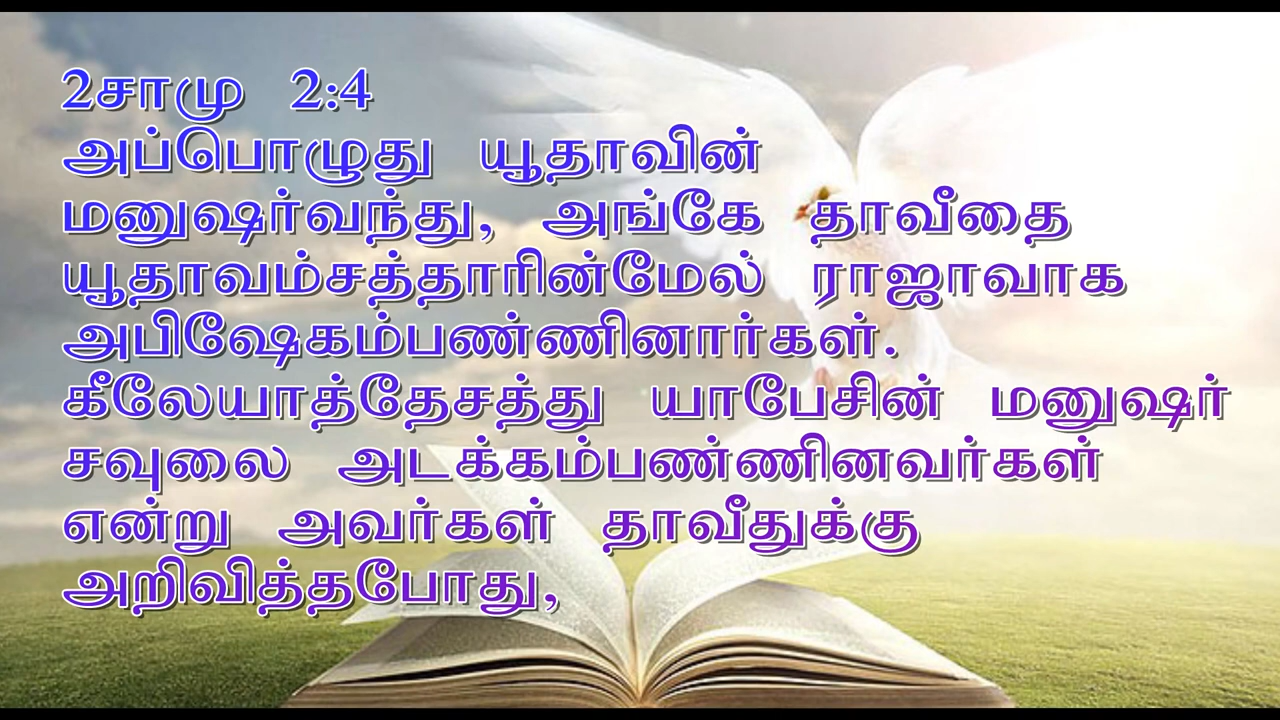 2சாமு 2:4
அப்பொழுது யூதாவின்
மனுஷர்வந்து, அங்கே தாவீதை
யூதாவம்சத்தாரின்மேல் ராஜாவாக
அபிஷேகம்பண்ணினார்கள்.
கீலேயாத்தேசத்து யாபேசின் மனுஷர்
சவுலை அடக்கம்பண்ணினவர்கள்
என்று அவர்கள் தாவீதுக்கு
அறிவித்தபோது,